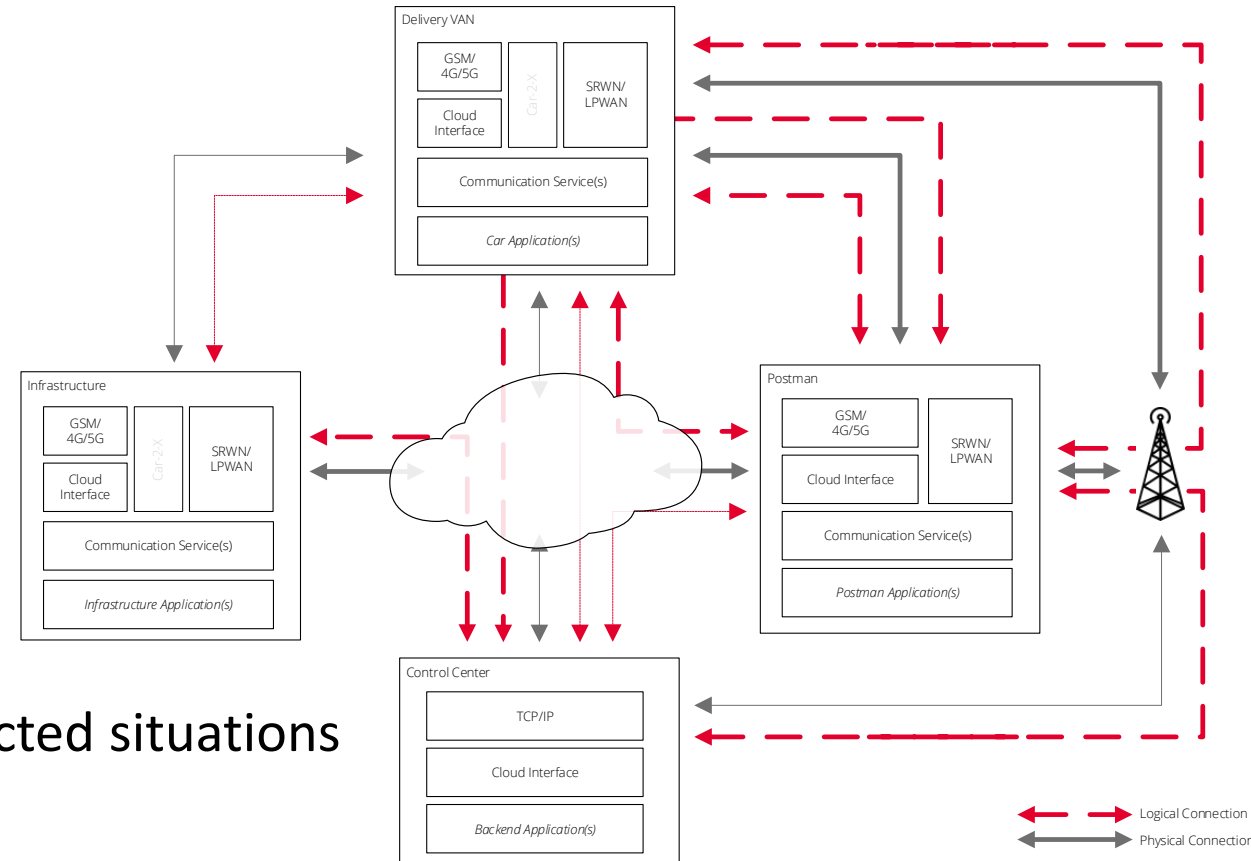 Delivery VAN
GSM/
4G/5G
Car-2-X
SRWN/
LPWAN
Cloud
Interface
Communication Service(s)
Car Application(s)
Infrastructure
GSM/
4G/5G
Car-2-X
SRWN/
LPWAN
Cloud
Interface
Communication Service(s)
Infrastructure Application(s)
Postman
GSM/
4G/5G
SRWN/
LPWAN
Cloud Interface
Communication Service(s)
Postman Application(s)
Control Center
TCP/IP
Cloud Interface
Backend Application(s)
cted situations
Logical Connection
Physical Connection